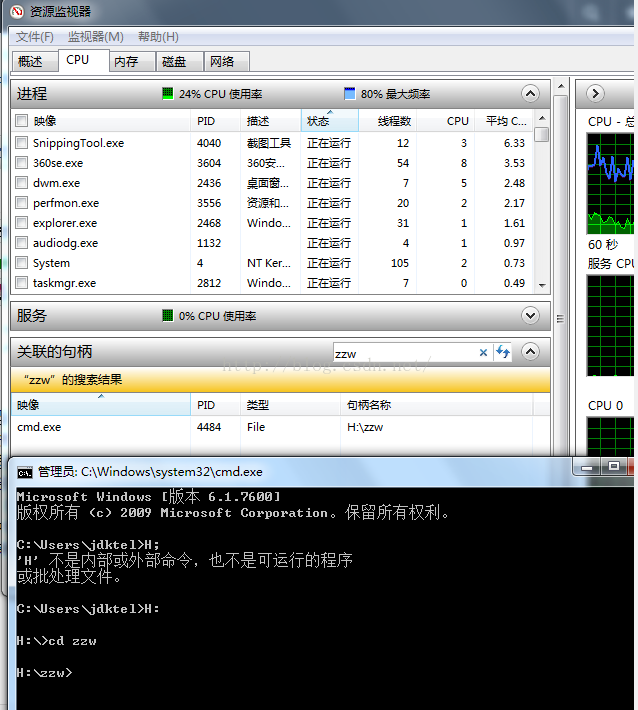 资源监视器
文件(F) 监视器(M) 帮助(H)
概述 CPU 内存 磁盘 网络
进程 24% CPU 使用率 80% 最大频率
映像 PID 描述 状态 线程数 CPU 平均 C...
SnippingTool.exe 4040 截图工具 正在运行 12 3 6.33
360se.exe 3604 360安... 正在运行 54 8 3.53
dwm.exe 2436 桌面窗... 正在运行 7 5 2.48
perfmon.exe 3556 资源和... 正在运行 20 2 2.17
explorer.exe 2468 Windo... 正在运行 31 1 1.61
audiodg.exe 1132 正在运行 4 1 0.97
System 4 NT Ker... 正在运行 105 2 0.73
taskmgr.exe 2812 Windo... 正在运行 7 0 0.49
服务 0% CPU 使用率
关联的句柄 zzw
http://blog.csdn.net/
“zzw”的搜索结果
映像 PID 类型 句柄名称
cmd.exe 4484 File H:\zzw
CPU - 总
60 秒
服务 CPU
CPU 0
管理员: C:\Windows\system32\cmd.exe
Microsoft Windows [版本 6.1.7600]
版权所有 (c) 2009 Microsoft Corporation。保留所有权利。
C:\Users\jdktel>H;
'H' 不是内部或外部命令，也不是可运行的程序
或批处理文件。
C:\Users\jdktel>H:
H:\>cd zzw
H:\zzw>